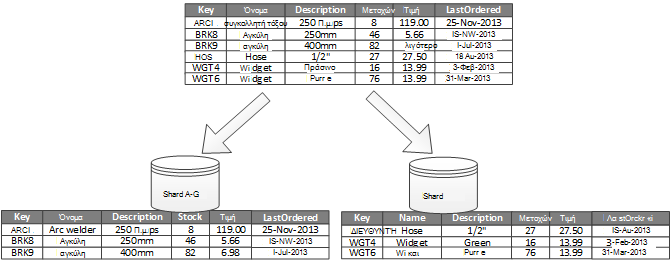 Key Όνομα Description Μετοχών Τιμή LastOrdered
ARCI συγκολλητή τόξου 250 Π.μ.ps 8 119.00 25-Nov-2013
BRK8 Αγκύλη 250mm 46 5.66 IS-NW-2013
BRK9 αγκύλη 400mm 82 λιγότερο I-Jul-2013
HOS Hose 1/2" 27 27.50 18 Au-2013
WGT4 Wi dget Πράσινο 16 13.99 3-Φεβ-2013
WGT6 Wi dget Purr e 76 13.99 31-Mar-2013
Shard A-G
Shard
Key Όνομα Description Stock Τιμή LastOrdered
ARCI Arc welder 250 Π.μ.ps 8 119.00 25-Nov-2013
BRK8 Αγκύλη 250mm 46 5.66 IS-NW-2013
BRK9 αγκύλη 400mm 82 6.98 I-Jul-2013
Key Name Description Μετοχών Τιμή Λα stOrckr κί
ΔΙΕΥΘΥΝΤΗ Hose 1/2" 27 27.50 IS-Au-2013
WGT4 Widget Green 16 13.99 3-Feb-2013
WGT6 Wi και Purr e 76 13.99 31-Mar-2013